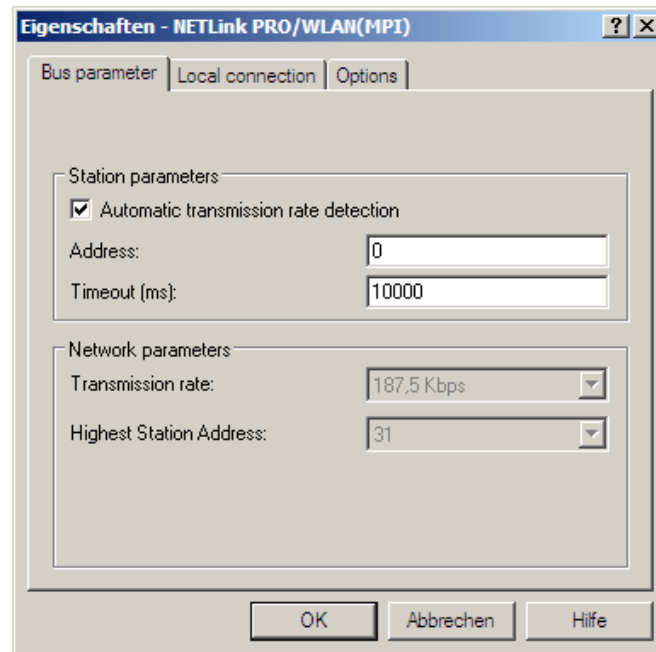 Eigenschaften - NETLink PRO/WLAN(MPI)
Bus parameter Local connection Options
Station parameters
Automatic transmission rate detection
Address: 0
Timeout (ms): 10000
Network parameters
Transmission rate: 187,5 Kbps
Highest Station Address: 31
OK Abbrechen Hilfe